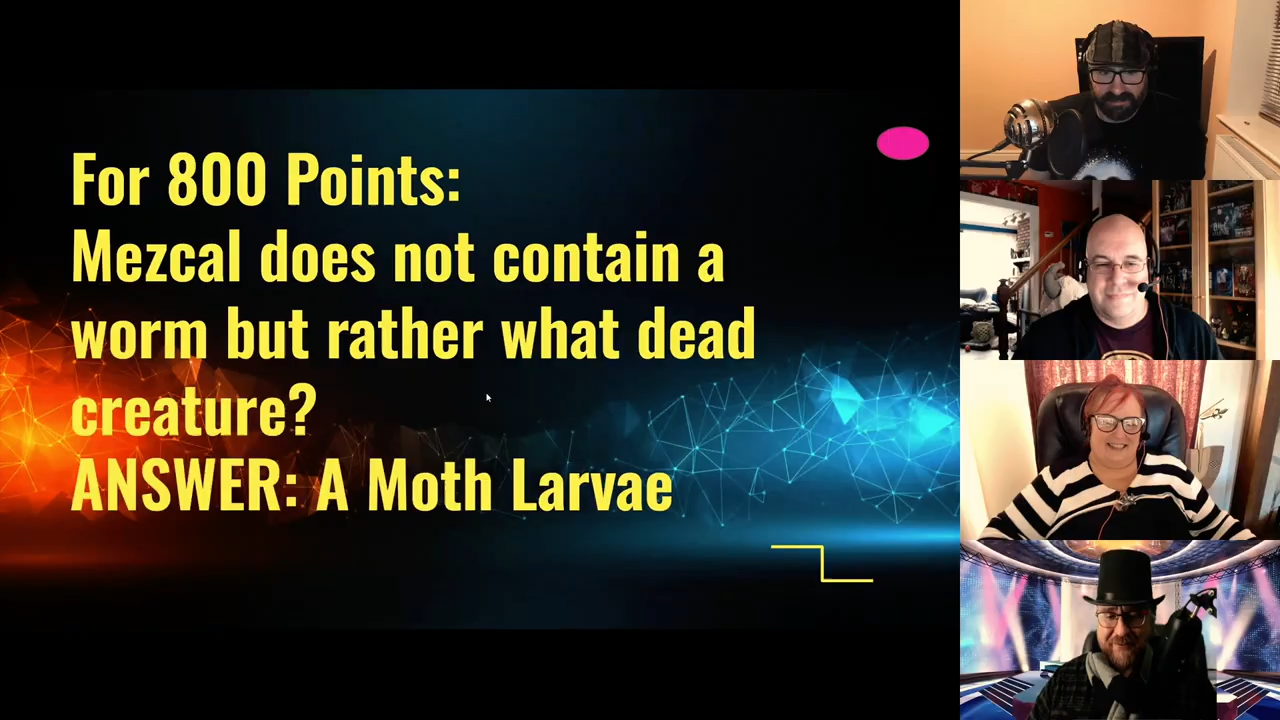 For 800 Points:
Mezcal does not contain a
worm but rather what dead
creature?
ANSWER: A Moth Larvae